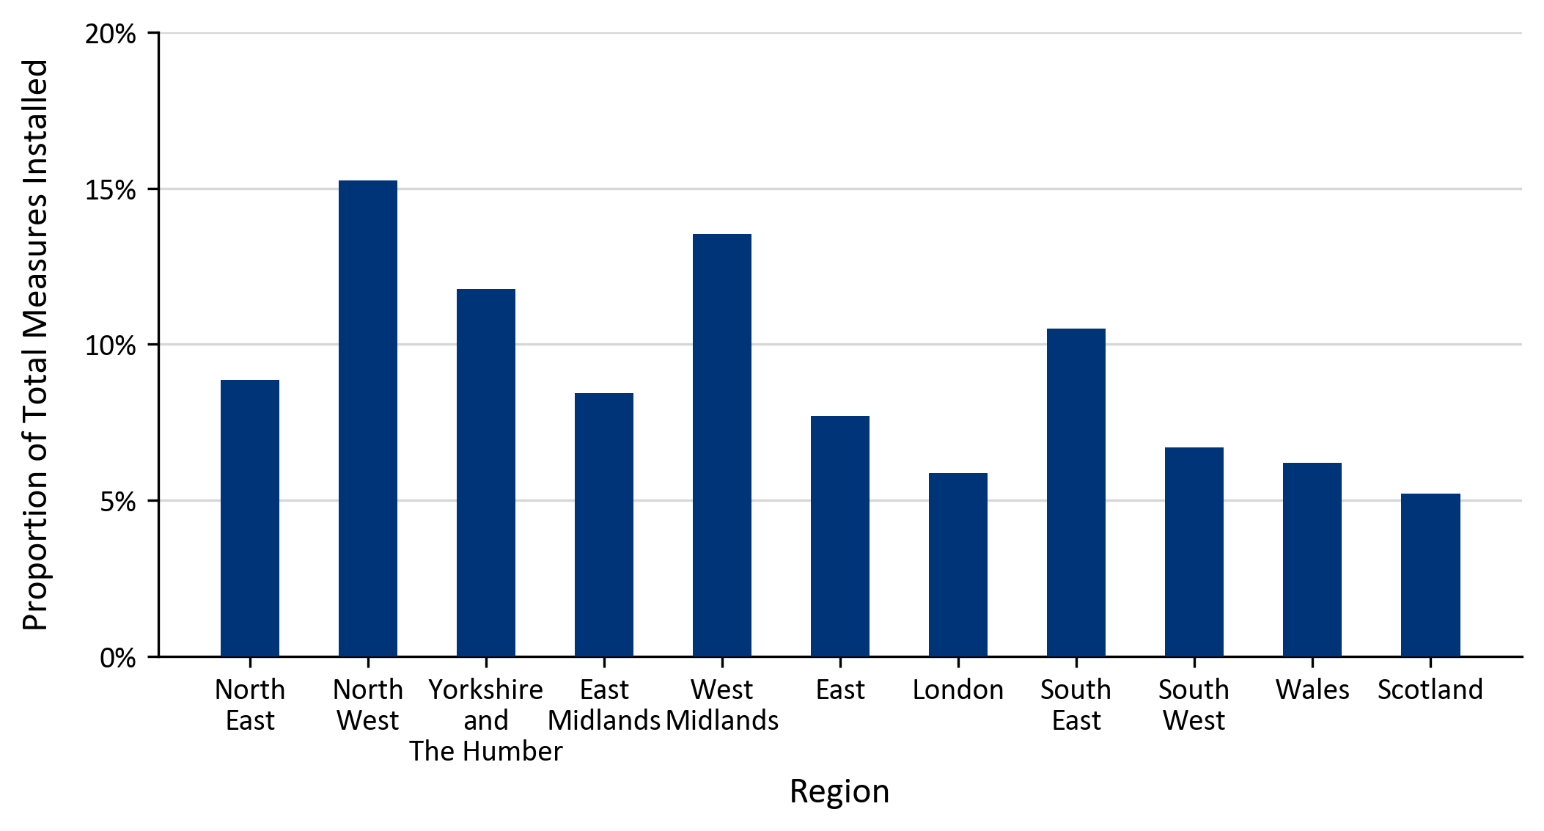 Proportion of Total Measures Installed
20%
15%
10%
5%
0%
North
East
North
West
Yorkshire
and
The Humber
East
Midlands
West
Midlands
East
London
South
East
South
West
Wales
Scotland
Region